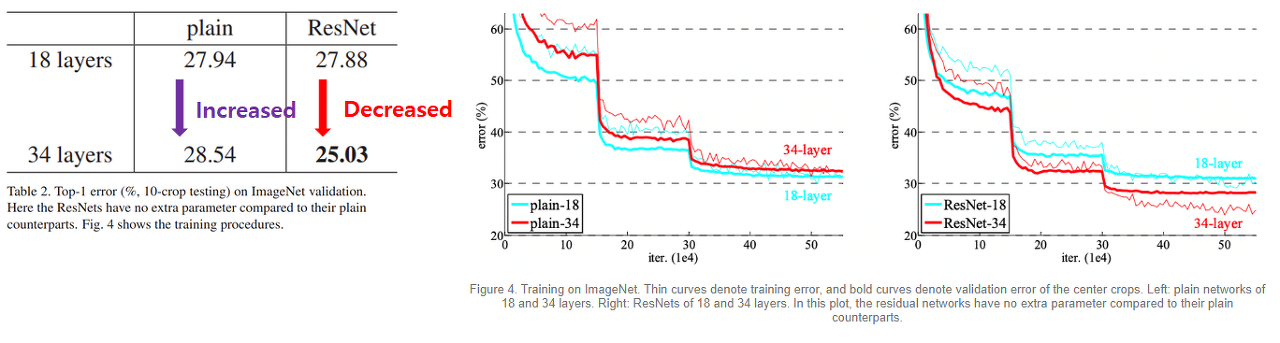 plain ResNet
18 layers 27.94 27.88
Increased Decreased
34 layers 28.54 25.03
Table 2. Top-1 error (%, 10-crop testing) on ImageNet validation.
Here the ResNets have no extra parameter compared to their plain
counterparts. Fig. 4 shows the training procedures.
60
50
40
30
20
error (%)
0 10 20 30 40 50
iter. (1e4)
34-layer
18-layer
plain-18
plain-34
60
50
40
30
20
error (%)
0 10 20 30 40 50
iter. (1e4)
18-layer
34-layer
ResNet-18
ResNet-34
Figure 4. Training on ImageNet. Thin curves denote training error, and bold curves denote validation error of the center crops. Left: plain networks of
18 and 34 layers. Right: ResNets of 18 and 34 layers. In this plot, the residual networks have no extra parameter compared to their plain
counterparts.